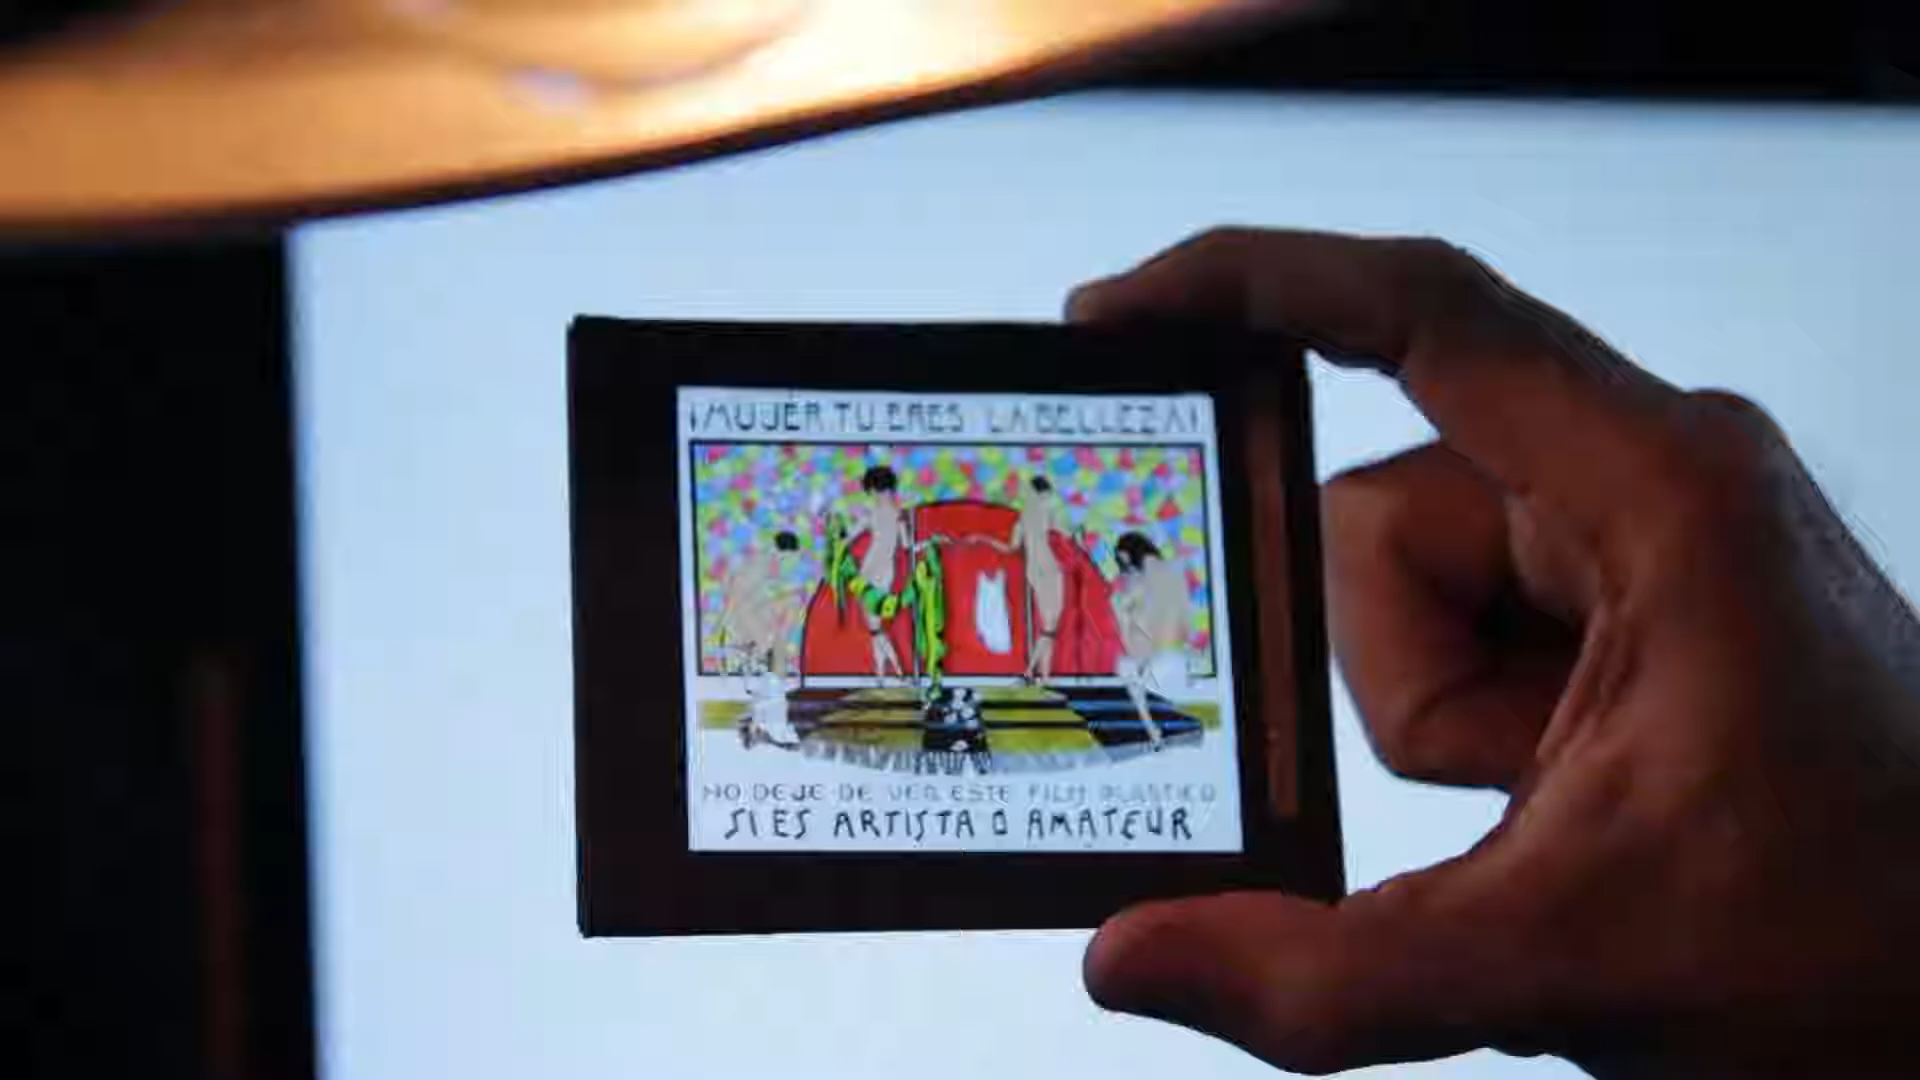 ¡MUJER TU ERES LA BELLEZA!
NO DEJE DE VER ESTE FILM PLASTICO
SI ES ARTISTA O AMATEUR